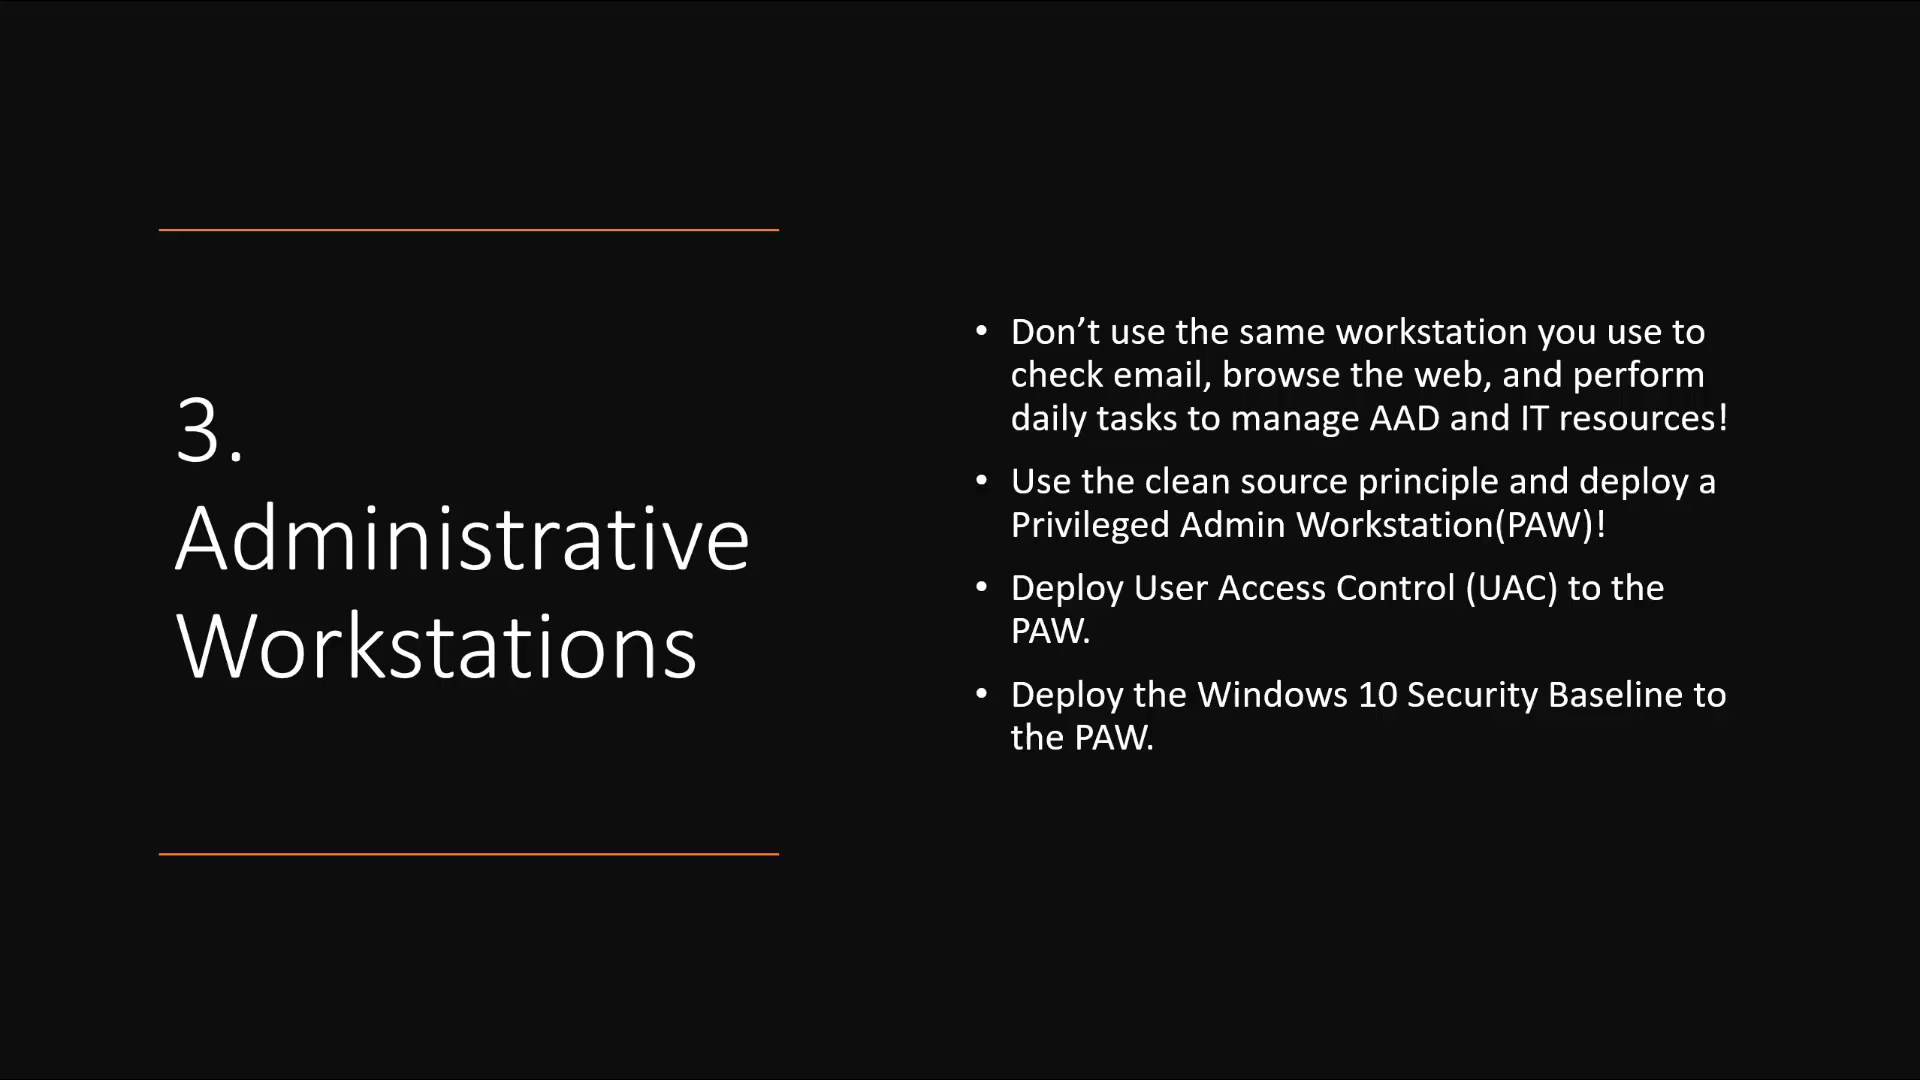 3.
Administrative
Workstations
• Don’t use the same workstation you use to
check email, browse the web, and perform
daily tasks to manage AAD and IT resources!
• Use the clean source principle and deploy a
Privileged Admin Workstation(PAW)!
• Deploy User Access Control (UAC) to the
PAW.
• Deploy the Windows 10 Security Baseline to
the PAW.